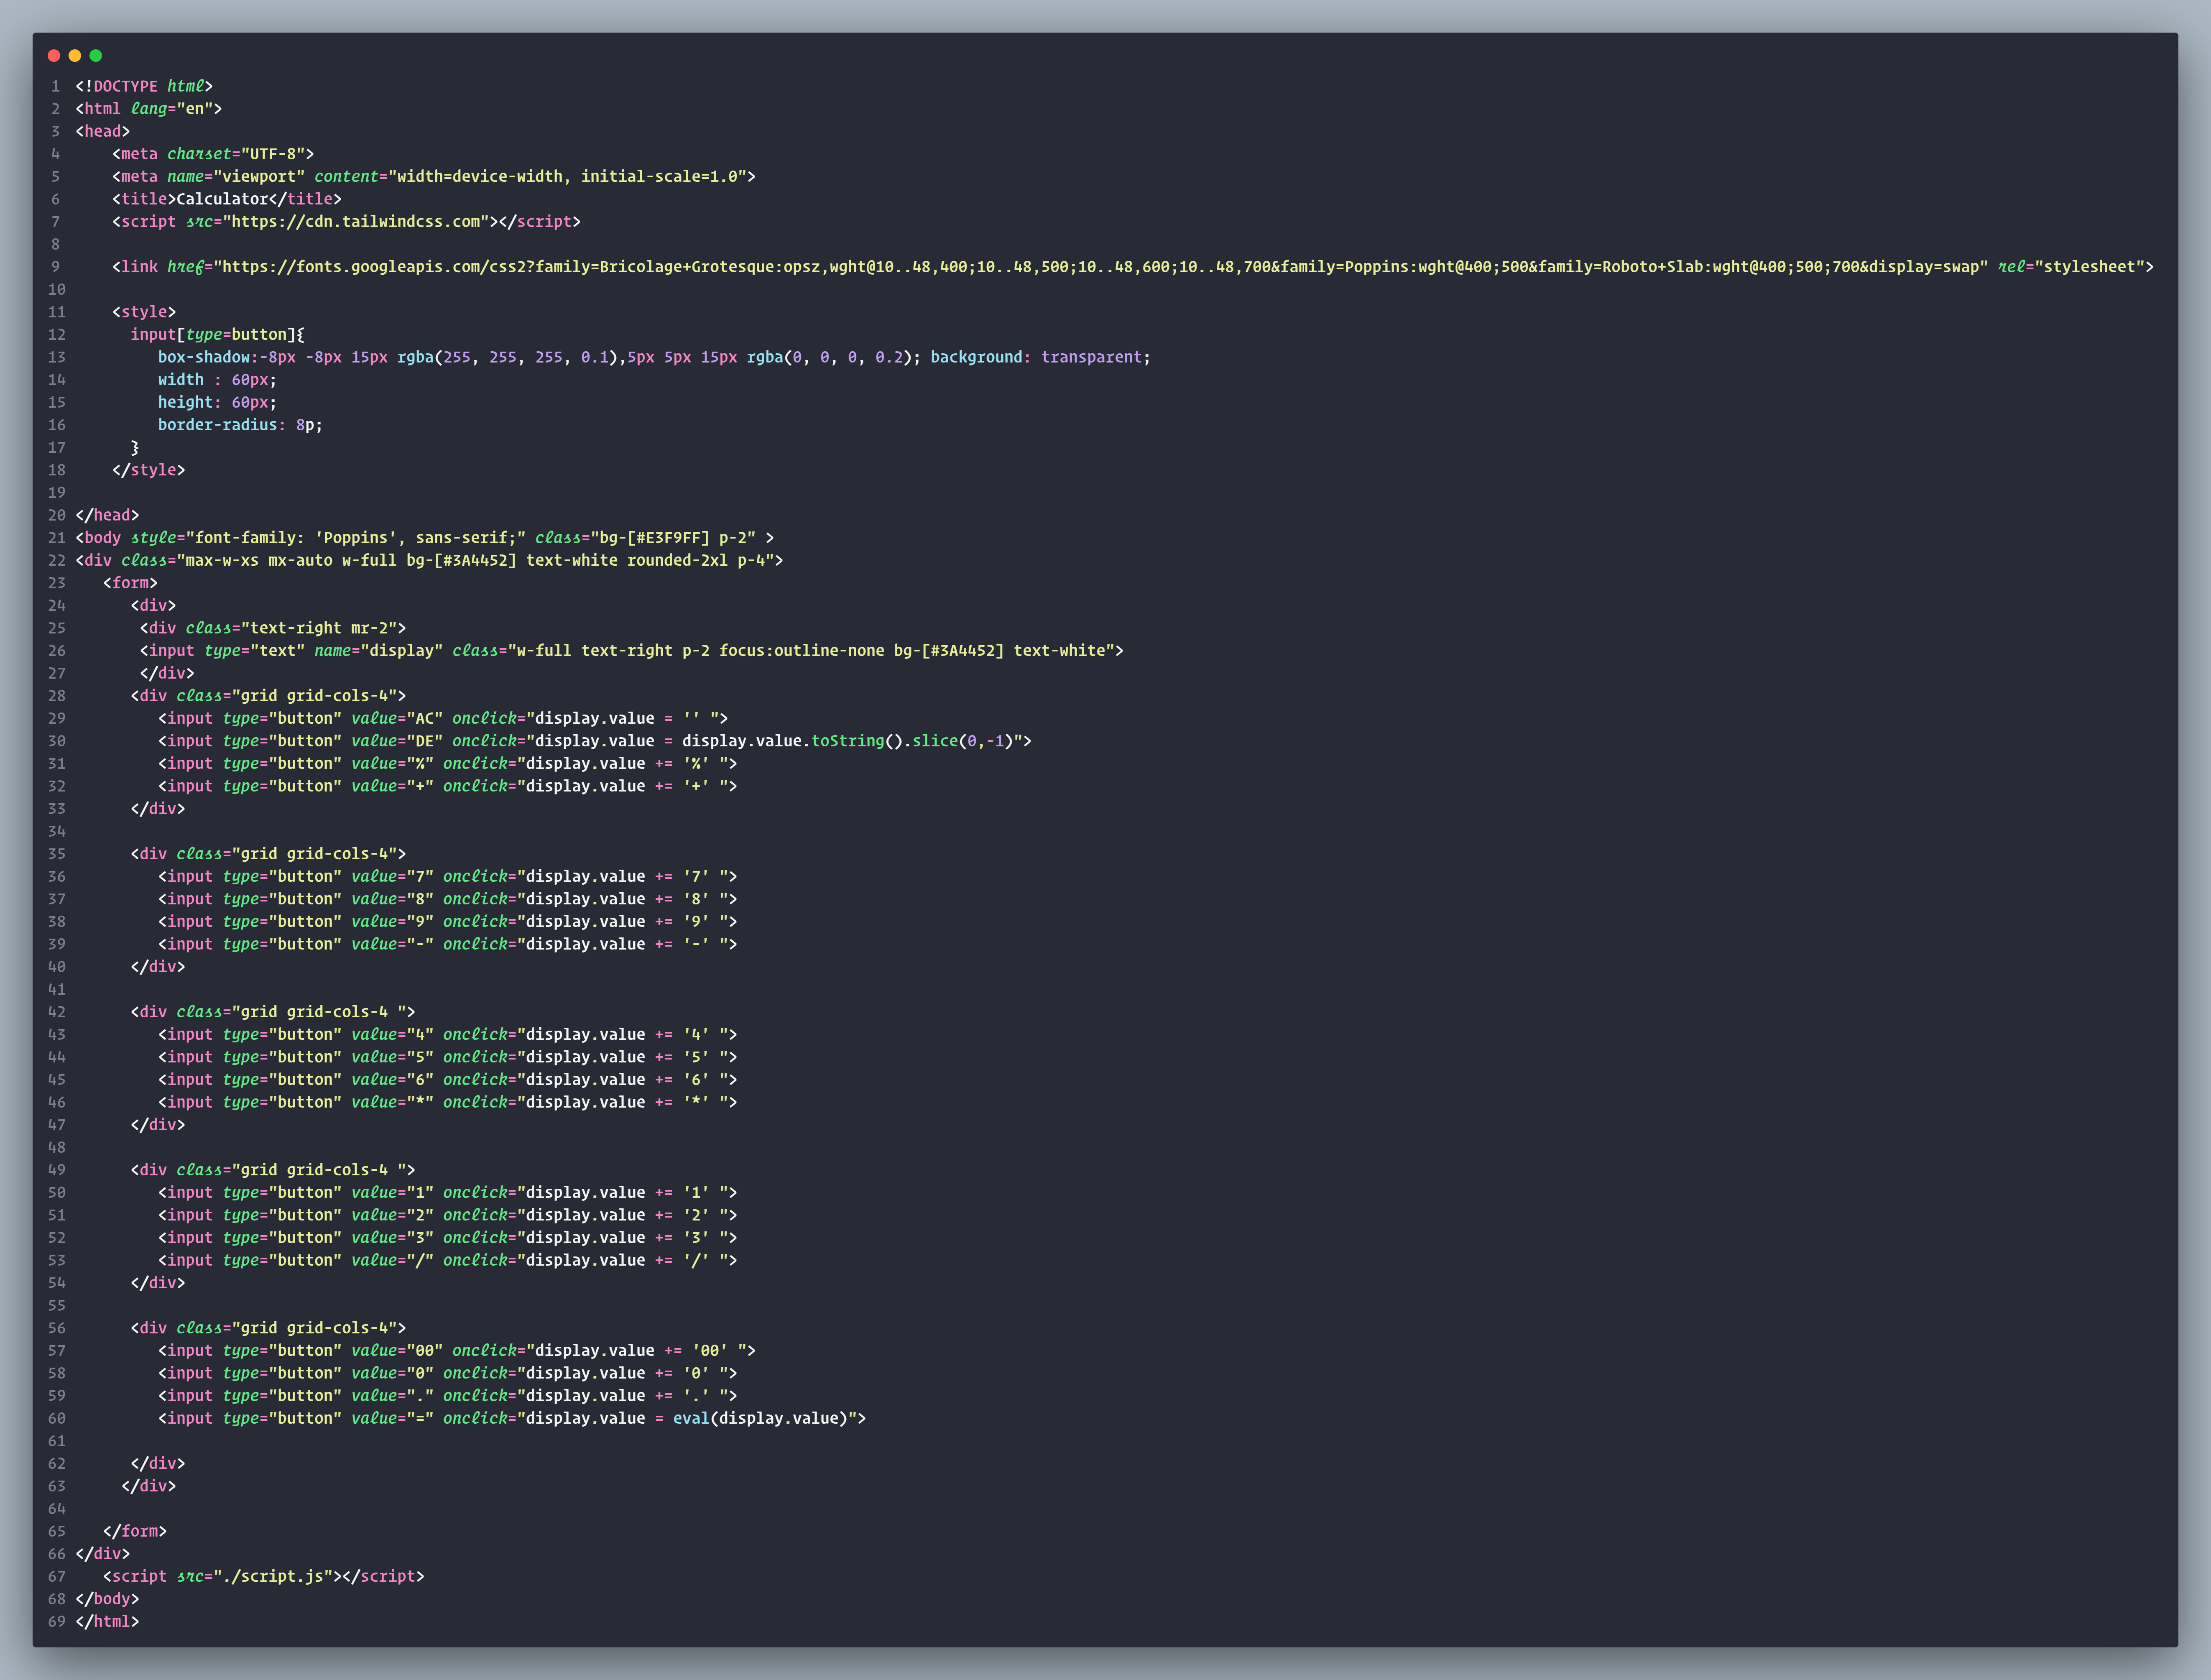 1 <!DOCTYPE html>
2 <html lang="en">
3 <head>
4     <meta charset="UTF-8">
5     <meta name="viewport" content="width=device-width, initial-scale=1.0">
6     <title>Calculator</title>
7     <script src="https://cdn.tailwindcss.com"></script>
8
9     <link href="https://fonts.googleapis.com/css2?family=Bricolage+Grotesque:opsz,wght@10..48,400;10..48,500;10..48,600;10..48,700&family=Poppins:wght@400;500&family=Roboto+Slab:wght@400;500;700&display=swap" rel="stylesheet">
10
11     <style>
12       input[type=button]{
13          box-shadow:-8px -8px 15px rgba(255, 255, 255, 0.1),5px 5px 15px rgba(0, 0, 0, 0.2); background: transparent;
14          width : 60px;
15          height: 60px;
16          border-radius: 8p;
17       }
18     </style>
19
20 </head>
21 <body style="font-family: 'Poppins', sans-serif;" class="bg-[#E3F9FF] p-2" >
22 <div class="max-w-xs mx-auto w-full bg-[#3A4452] text-white rounded-2xl p-4">
23    <form>
24       <div>
25        <div class="text-right mr-2">
26        <input type="text" name="display" class="w-full text-right p-2 focus:outline-none bg-[#3A4452] text-white">
27        </div>
28       <div class="grid grid-cols-4">
29          <input type="button" value="AC" onclick="display.value = '' ">
30          <input type="button" value="DE" onclick="display.value = display.value.toString().slice(0,-1)">
31          <input type="button" value="%" onclick="display.value += '%' ">
32          <input type="button" value="+" onclick="display.value += '+' ">
33       </div>
34
35       <div class="grid grid-cols-4">
36          <input type="button" value="7" onclick="display.value += '7' ">
37          <input type="button" value="8" onclick="display.value += '8' ">
38          <input type="button" value="9" onclick="display.value += '9' ">
39          <input type="button" value="-" onclick="display.value += '-' ">
40       </div>
41
42       <div class="grid grid-cols-4 ">
43          <input type="button" value="4" onclick="display.value += '4' ">
44          <input type="button" value="5" onclick="display.value += '5' ">
45          <input type="button" value="6" onclick="display.value += '6' ">
46          <input type="button" value="*" onclick="display.value += '*' ">
47       </div>
48
49       <div class="grid grid-cols-4 ">
50          <input type="button" value="1" onclick="display.value += '1' ">
51          <input type="button" value="2" onclick="display.value += '2' ">
52          <input type="button" value="3" onclick="display.value += '3' ">
53          <input type="button" value="/" onclick="display.value += '/' ">
54       </div>
55
56       <div class="grid grid-cols-4">
57          <input type="button" value="00" onclick="display.value += '00' ">
58          <input type="button" value="0" onclick="display.value += '0' ">
59          <input type="button" value="." onclick="display.value += '.' ">
60          <input type="button" value="=" onclick="display.value = eval(display.value)">
61
62       </div>
63      </div>
64
65    </form>
66 </div>
67    <script src="./script.js"></script>
68 </body>
69 </html>